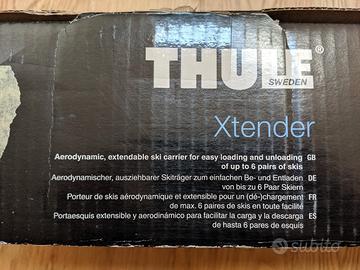 THULE®
SWEDEN
Xtender
Aerodynamic, extendable ski carrier for easy loading and unloading GB
of up to 6 pairs of skis
Aerodynamischer, ausziehbarer Skiträger zum einfachen Be- und Entladen DE
von bis zu 6 Paar Skiern
Porteur de skis aérodynamique et extensible pour un (dé-)chargement FR
de max. 6 paires de skis en toute facilité
Portaesquís extensible y aerodinámico para facilitar la carga y la descarga ES
de hasta 6 pares de esquis
subito